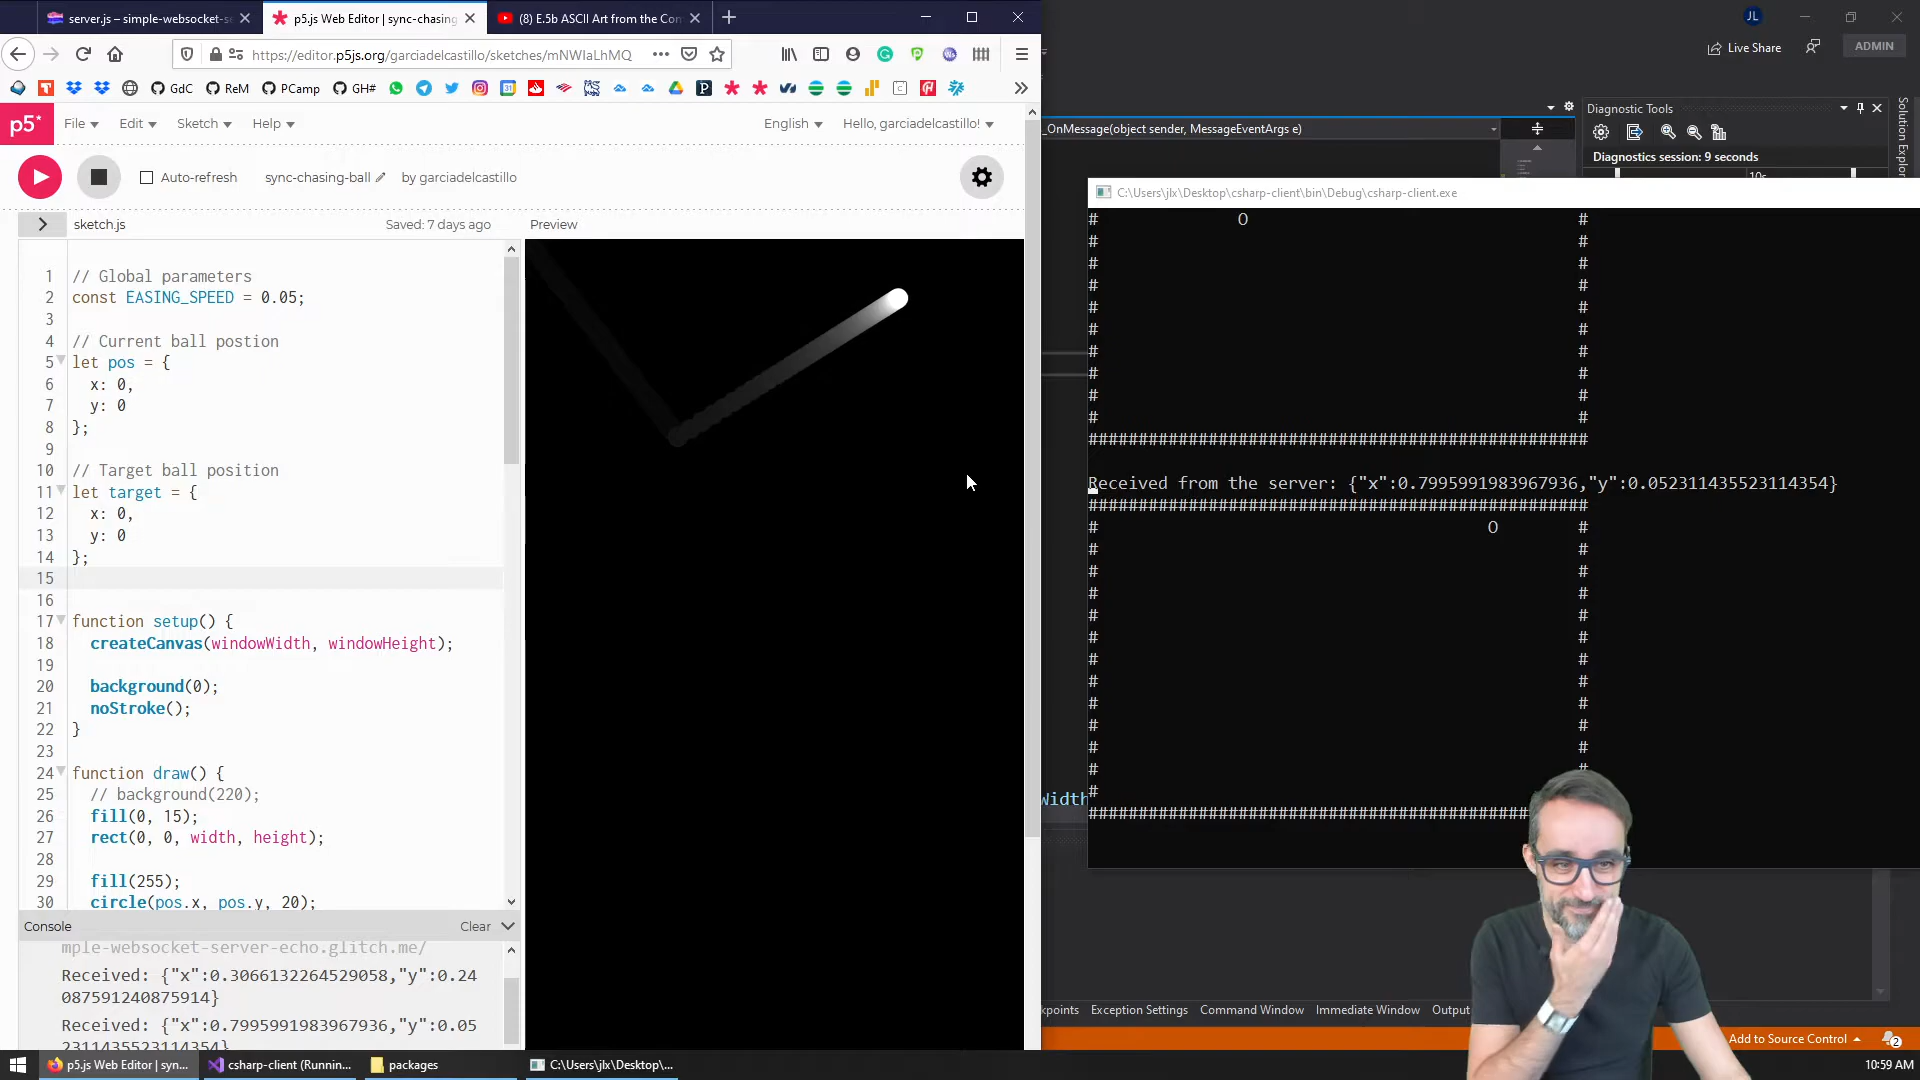 server.js – simple-websocket-s
p5.js Web Editor | sync-chasing
(8) E.5b ASCII Art from the Con
https://editor.p5js.org/garciadelcastillo/sketches/mNWIaLhMQ
GdC
ReM
PCamp
GH#
p5*
File
Edit
Sketch
Help
English
Hello, garciadelcastillo!
Auto-refresh
sync-chasing-ball
by garciadelcastillo
sketch.js
Saved: 7 days ago
Preview
1 // Global parameters
2 const EASING_SPEED = 0.05;
3
4 // Current ball postion
5 let pos = {
6 x: 0,
7 y: 0
8 };
9
10 // Target ball position
11 let target = {
12 x: 0,
13 y: 0
14 };
15
16
17 function setup() {
18 createCanvas(windowWidth, windowHeight);
19
20 background(0);
21 noStroke();
22 }
23
24 function draw() {
25 // background(220);
26 fill(0, 15);
27 rect(0, 0, width, height);
28
29 fill(255);
30 circle(pos.x, pos.y, 20);
Console
Clear
mple-websocket-server-echo.glitch.me/
Received: {"x":0.3066132264529058,"y":0.24
087591240875914}
Received: {"x":0.7995991983967936,"y":0.05
2311435523114354}
JL
Live Share
ADMIN
_OnMessage(object sender, MessageEventArgs e)
Diagnostic Tools
Solution Explor
Diagnostics session: 9 seconds
10s
C:\Users\jlx\Desktop\csharp-client\bin\Debug\csharp-client.exe
# O #
# #
# #
# #
# #
# #
# #
# #
# #
# #
##################################################
Received from the server: {"x":0.7995991983967936,"y":0.052311435523114354}
##################################################
# O #
# #
# #
# #
# #
# #
# #
# #
# #
# #
# #
# #
#
############################################
Width
kpoints
Exception Settings
Command Window
Immediate Window
Output
Add to Source Control
2
p5.js Web Editor | syn...
csharp-client (Runnin...
packages
C:\Users\jlx\Desktop\...
10:59 AM